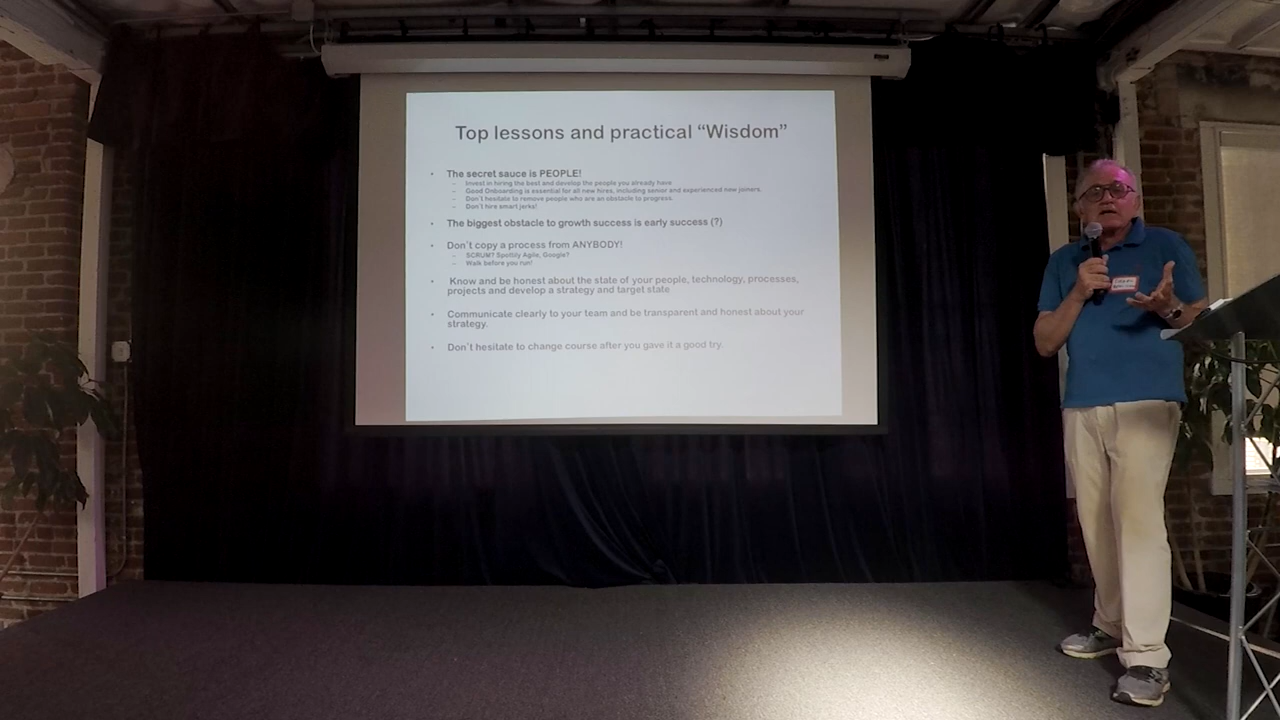 Top lessons and practical “Wisdom”
• The secret sauce is PEOPLE!
– Invest in hiring the best and develop the people you already have
– Good Onboarding is essential for all new hires, including senior and experienced new joiners.
– Don´t hesitate to remove people who are an obstacle to progress.
– Don´t hire smart jerks!
• The biggest obstacle to growth success is early success (?)
• Don´t copy a process from ANYBODY!
– SCRUM? Spotify Agile, Google?
– Walk before you run!
• Know and be honest about the state of your people, technology, processes,
projects and develop a strategy and target state
• Communicate clearly to your team and be transparent and honest about your
strategy.
• Don´t hesitate to change course after you gave it a good try.